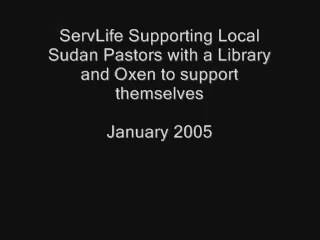 ServLife Supporting Local
Sudan Pastors with a Library
and Oxen to support
themselves
January 2005